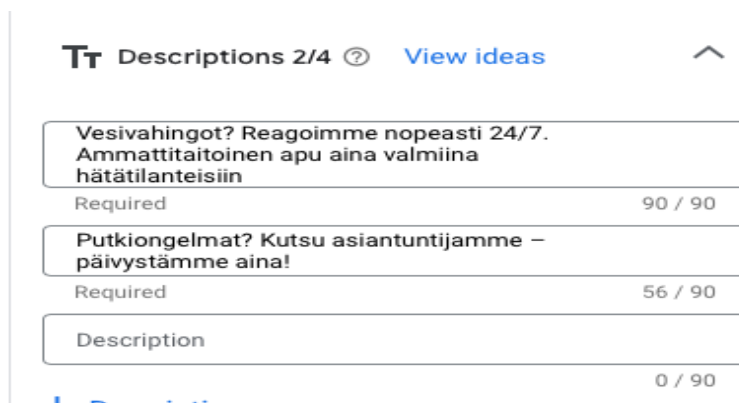 Tт Descriptions 2/4 ? View ideas
Vesivahingot? Reagoimme nopeasti 24/7.
Ammattitaitoinen apu aina valmiina
hätätilanteisiin
Required 90 / 90
Putkiongelmat? Kutsu asiantuntijamme –
päivystämme aina!
Required 56 / 90
Description
0 / 90